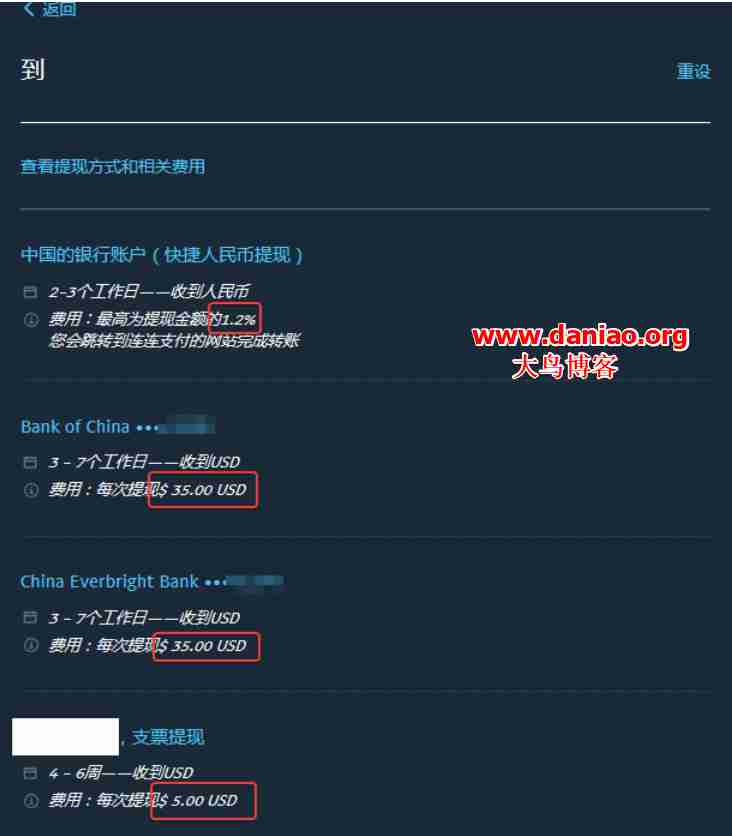 返回
到
重设
查看提现方式和相关费用
中国的银行账户（快捷人民币提现）
2-3个工作日——收到人民币
费用：最高为提现金额的1.2%
您会跳转到连连支付的网站完成转账
www.daniao.org
大鸟博客
Bank of China •••
3 – 7个工作日——收到USD
费用：每次提现$ 35.00 USD
China Everbright Bank •••
3 – 7个工作日——收到USD
费用：每次提现$ 35.00 USD
，支票提现
4 – 6周——收到USD
费用：每次提现$ 5.00 USD